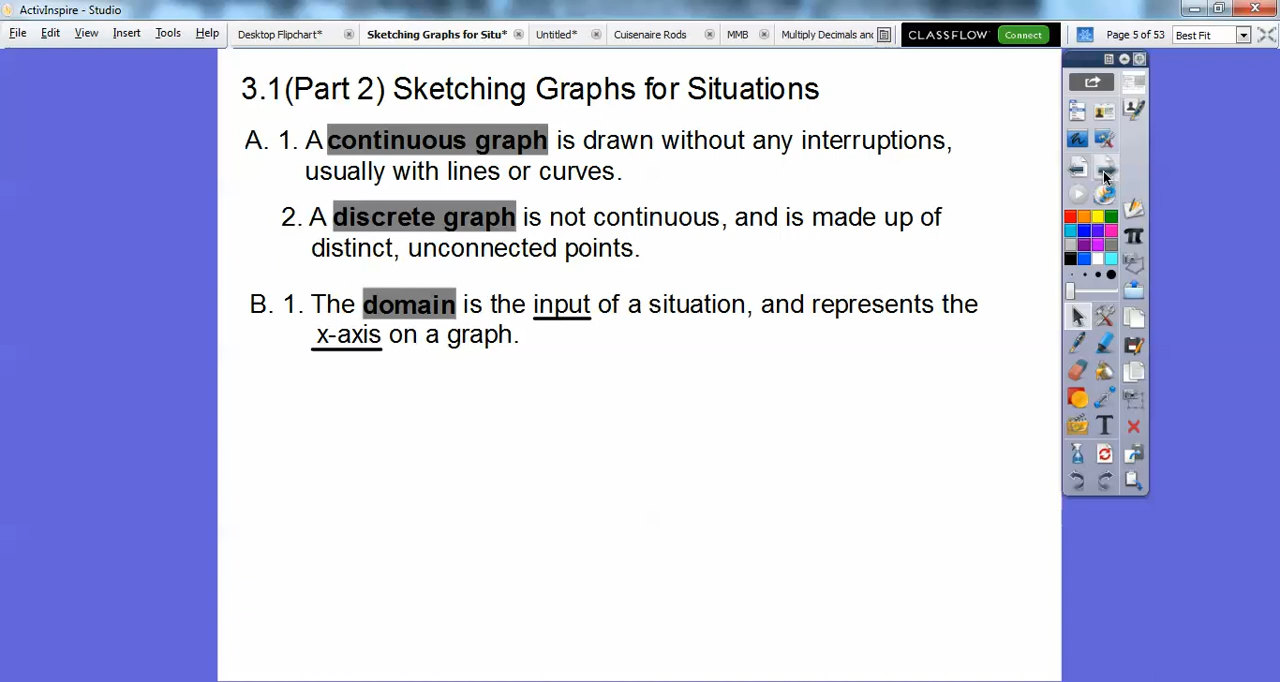 ActivInspire - Studio
File Edit View Insert Tools Help
Desktop Flipchart* Sketching Graphs for Situ* Untitled* Cuisenaire Rods MMB Multiply Decimals and
CLASSFLOW Connect Page 5 of 53 Best Fit
3.1(Part 2) Sketching Graphs for Situations
A. 1. A continuous graph is drawn without any interruptions,
usually with lines or curves.
2. A discrete graph is not continuous, and is made up of
distinct, unconnected points.
B. 1. The domain is the input of a situation, and represents the
x-axis on a graph.